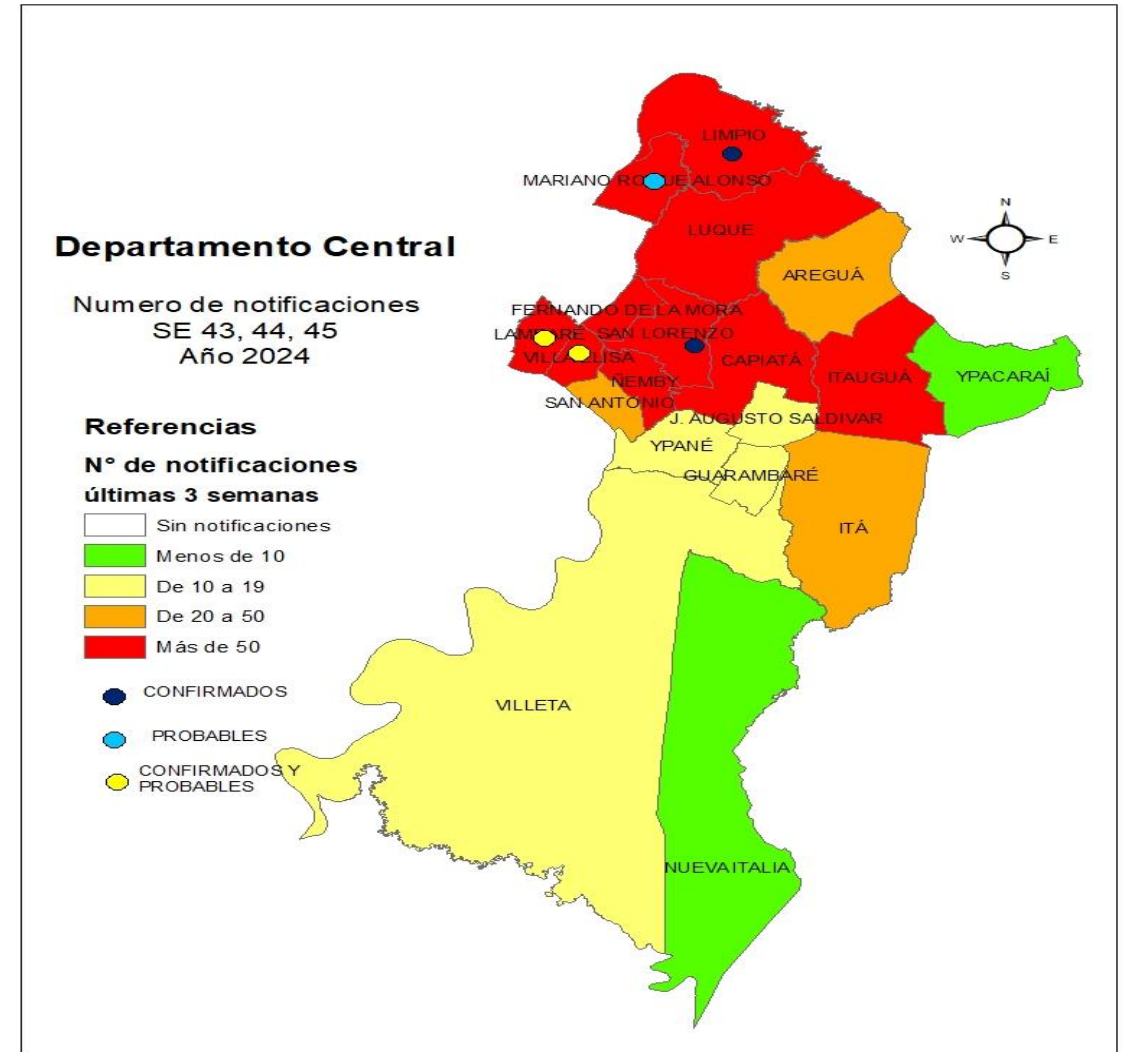 Departamento Central
Numero de notificaciones
SE 43, 44, 45
Año 2024
Referencias
N° de notificaciones
últimas 3 semanas
Sin notificaciones
Menos de 10
De 10 a 19
De 20 a 50
Más de 50
CONFIRMADOS
PROBABLES
CONFIRMADOS Y
PROBABLES
N
W
E
S
LIMPIO
MARIANO ROQUE ALONSO
LUQUE
AREGUÁ
FERNANDO DE LA MORA
LAMBARÉ
SAN LORENZO
VILLA ELISA
CAPIATÁ
ITAUGUÁ
YPACARAÍ
ÑEMBY
SAN ANTONIO
J. AUGUSTO SALDIVAR
YPANÉ
GUARAMBARÉ
ITÁ
VILLETA
NUEVA ITALIA